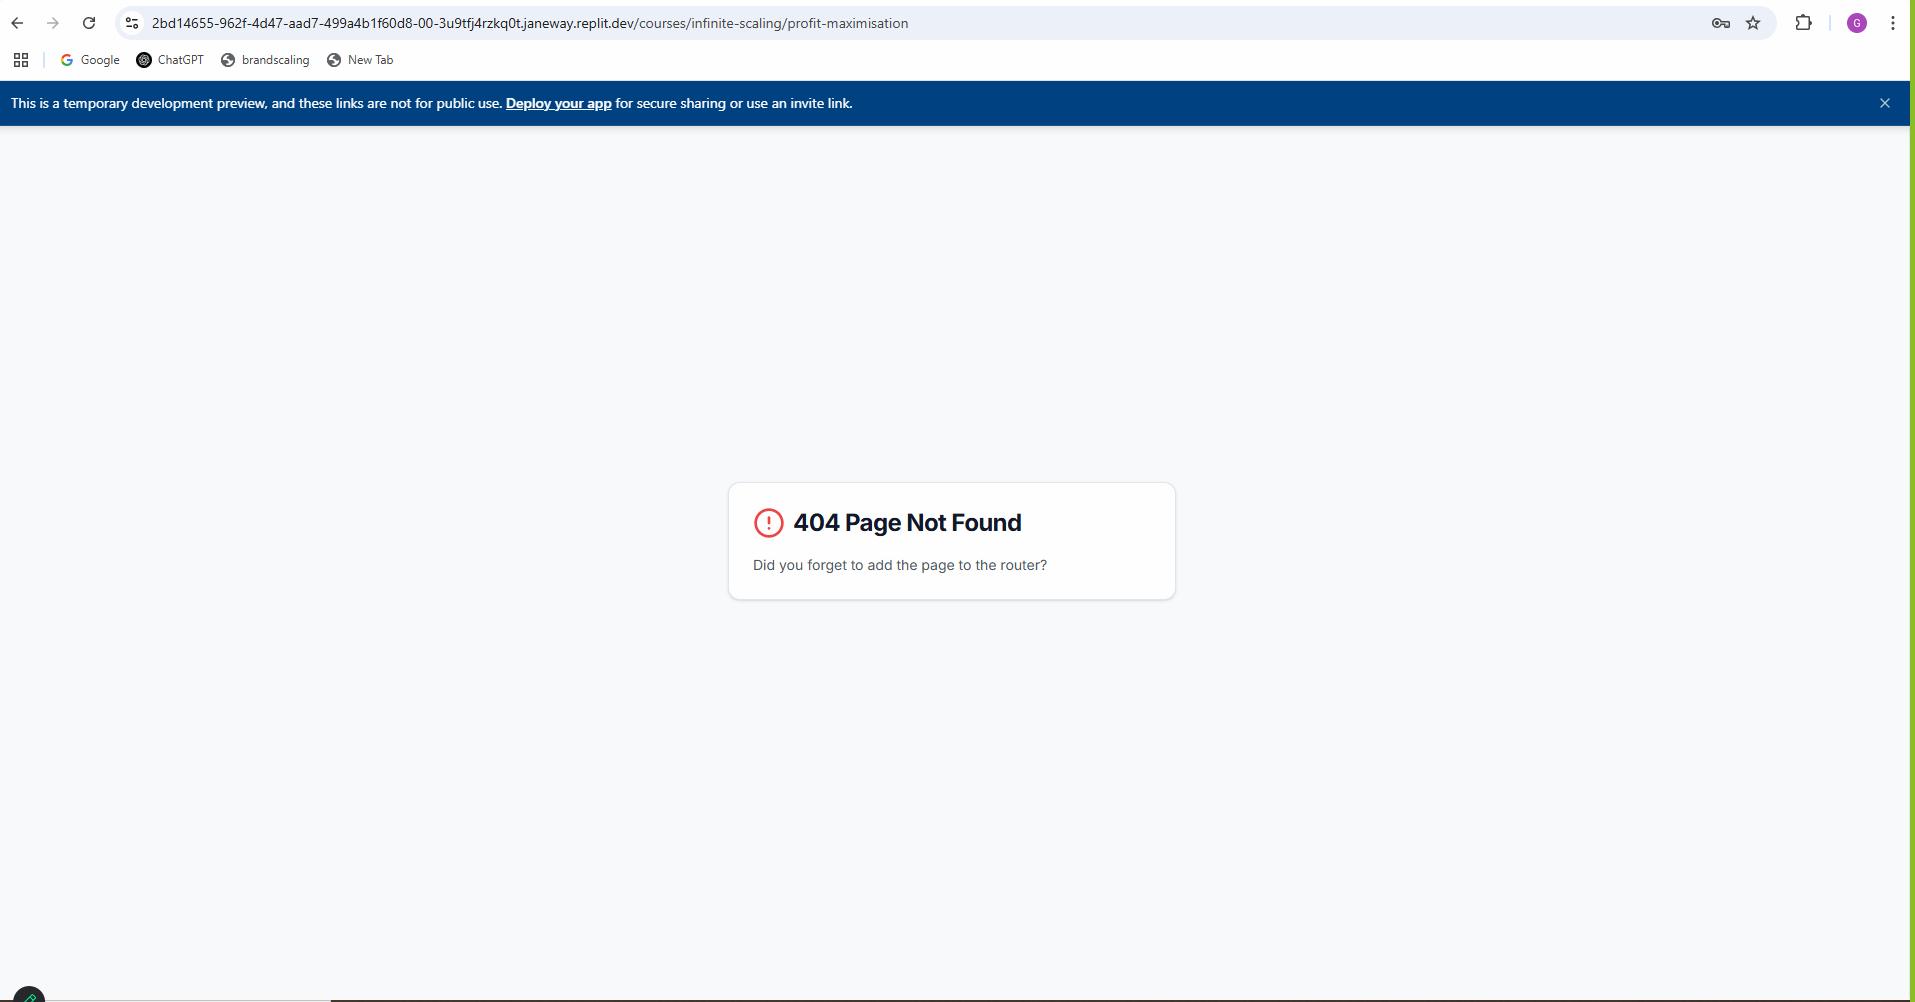 2bd14655-962f-4d47-aad7-499a4b1f60d8-00-3u9tfj4rzkq0t.janeway.replit.dev/courses/infinite-scaling/profit-maximisation
G
Google ChatGPT brandscaling New Tab
This is a temporary development preview, and these links are not for public use. Deploy your app for secure sharing or use an invite link.
404 Page Not Found
Did you forget to add the page to the router?